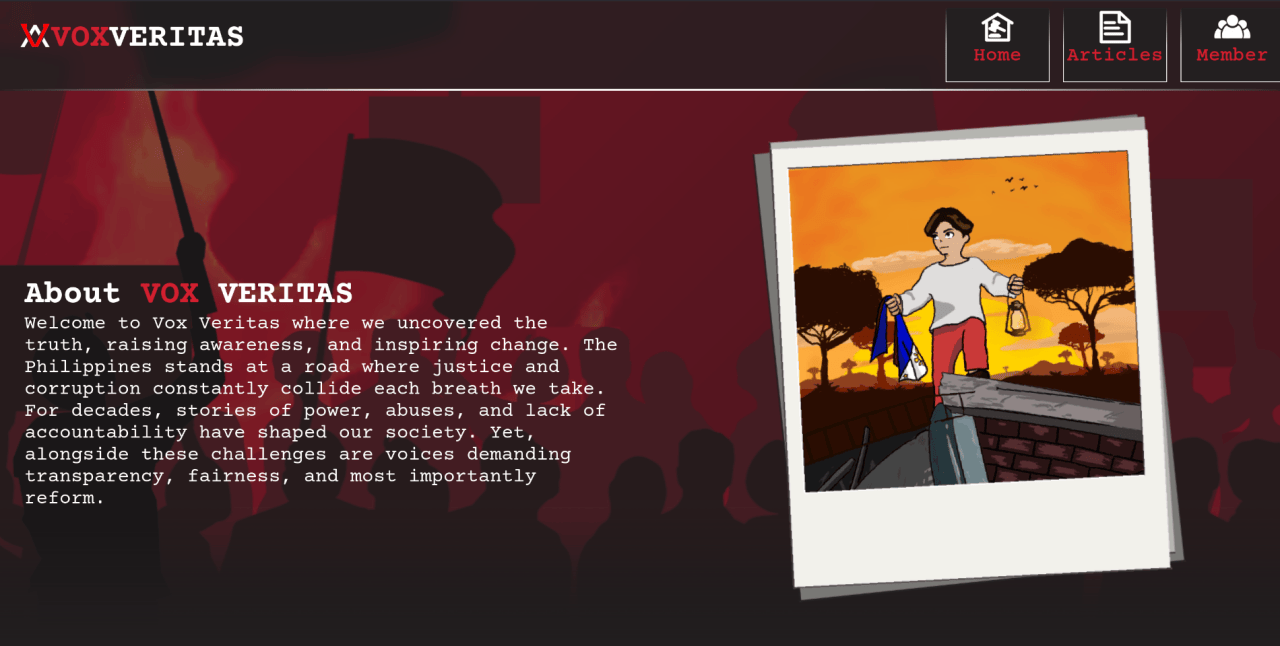 VOXVERITAS
Home
Articles
Member
About VOX VERITAS
Welcome to Vox Veritas where we uncovered the
truth, raising awareness, and inspiring change. The
Philippines stands at a road where justice and
corruption constantly collide each breath we take.
For decades, stories of power, abuses, and lack of
accountability have shaped our society. Yet,
alongside these challenges are voices demanding
transparency, fairness, and most importantly
reform.